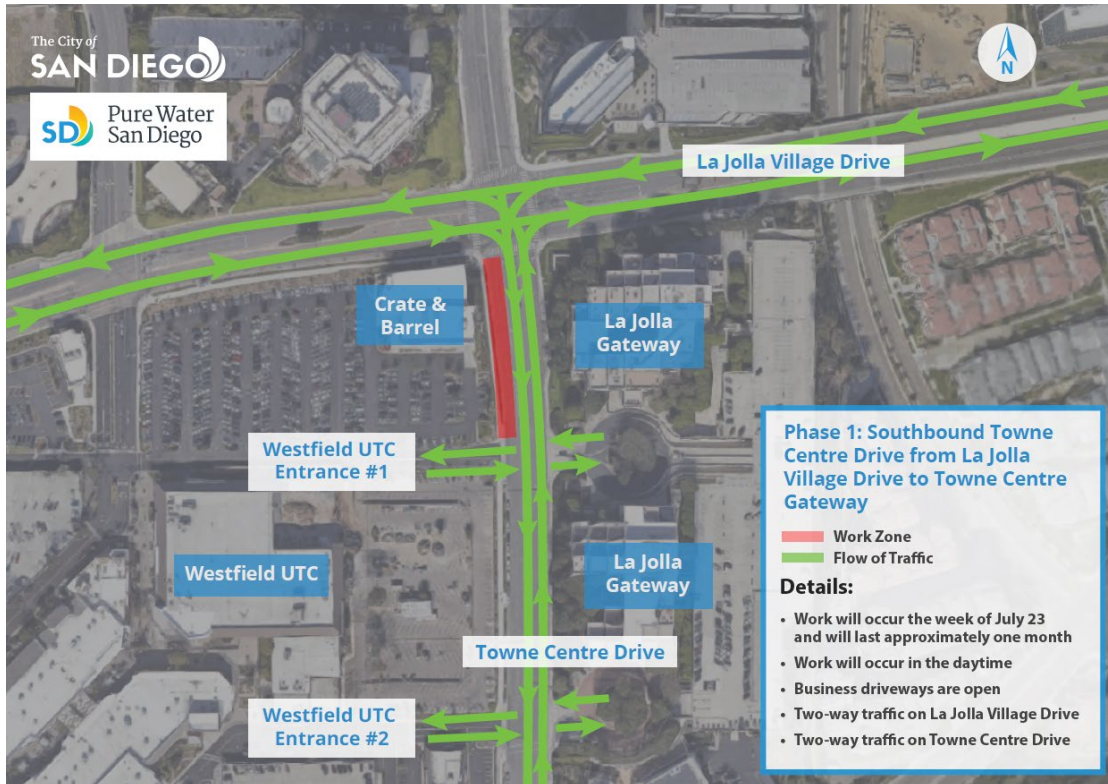 The City of
SAN DIEGO
SD
Pure Water
San Diego
N
La Jolla Village Drive
Crate &
Barrel
La Jolla
Gateway
Westfield UTC
Entrance #1
Westfield UTC
La Jolla
Gateway
Towne Centre Drive
Westfield UTC
Entrance #2
Phase 1: Southbound Towne
Centre Drive from La Jolla
Village Drive to Towne Centre
Gateway
Work Zone
Flow of Traffic
Details:
• Work will occur the week of July 23
and will last approximately one month
• Work will occur in the daytime
• Business driveways are open
• Two-way traffic on La Jolla Village Drive
• Two-way traffic on Towne Centre Drive